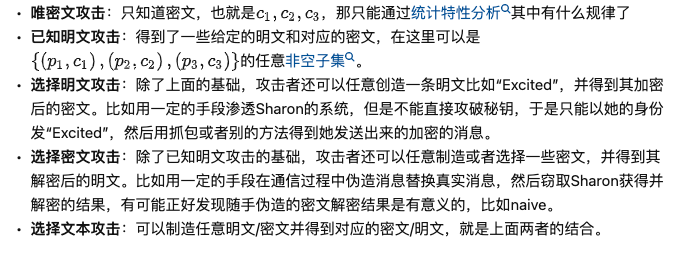 • 唯密文攻击：只知道密文，也就是c₁, c₂, c₃，那只能通过统计特性分析其中有什么规律了
• 已知明文攻击：得到了一些给定的明文和对应的密文，在这里可以是
{(p₁, c₁), (p₂, c₂), (p₃, c₃)}的任意非空子集。
• 选择明文攻击：除了上面的基础，攻击者还可以任意创造一条明文比如“Excited”，并得到其加密
后的密文。比如用一定的手段渗透Sharon的系统，但是不能直接攻破秘钥，于是只能以她的身份
发“Excited”，然后用抓包或者别的方法得到她发送出来的加密的消息。
• 选择密文攻击：除了已知明文攻击的基础，攻击者还可以任意制造或者选择一些密文，并得到其
解密后的明文。比如用一定的手段在通信过程中伪造消息替换真实消息，然后窃取Sharon获得并
解密的结果，有可能正好发现随手伪造的密文解密结果是有意义的，比如naive。
• 选择文本攻击：可以制造任意明文/密文并得到对应的密文/明文，就是上面两者的结合。